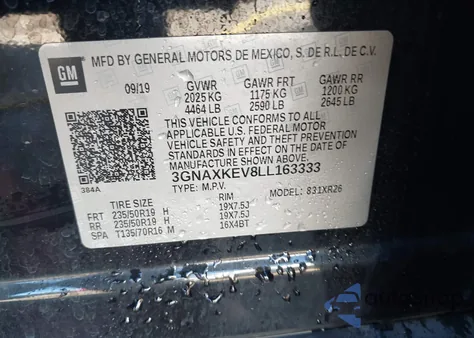 GM
MFD BY GENERAL MOTORS DE MEXICO, S. DE R.L. DE C.V.
09/19 GVWR GAWR FRT GAWR RR
2025 KG 1175 KG 1200 KG
4464 LB 2590 LB 2645 LB
THIS VEHICLE CONFORMS TO ALL
APPLICABLE U.S. FEDERAL MOTOR
VEHICLE SAFETY AND THEFT PREVENTION
STANDARDS IN EFFECT ON THE DATE OF
MANUFACTURE SHOWN ABOVE.
3GNAXKEV8LL163333
384A TYPE: M.P.V. MODEL: 831XR26
TIRE SIZE RIM
FRT 235/50R19 H 19X7.5J
RR 235/50R19 H 19X7.5J
SPA T135/70R16 M 16X4BT